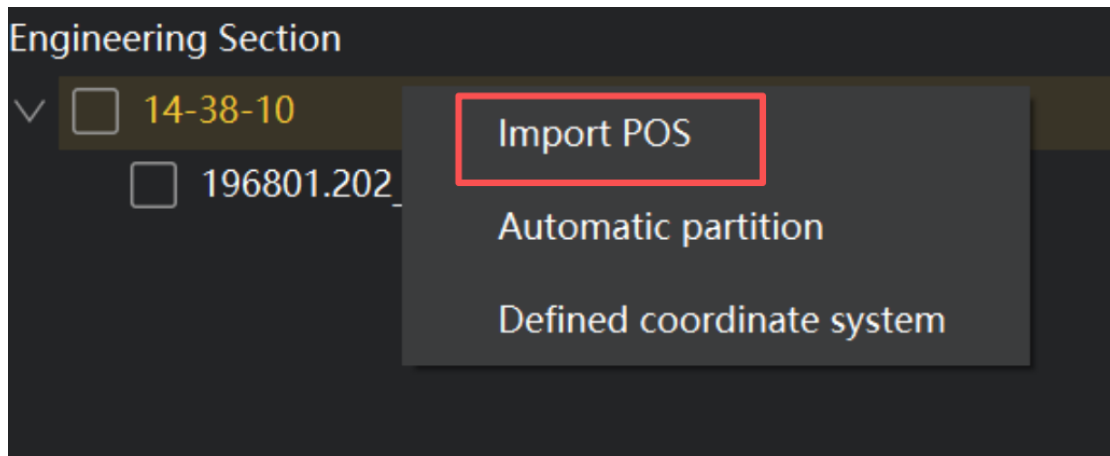 Engineering Section
14-38-10
Import POS
196801.202_
Automatic partition
Defined coordinate system